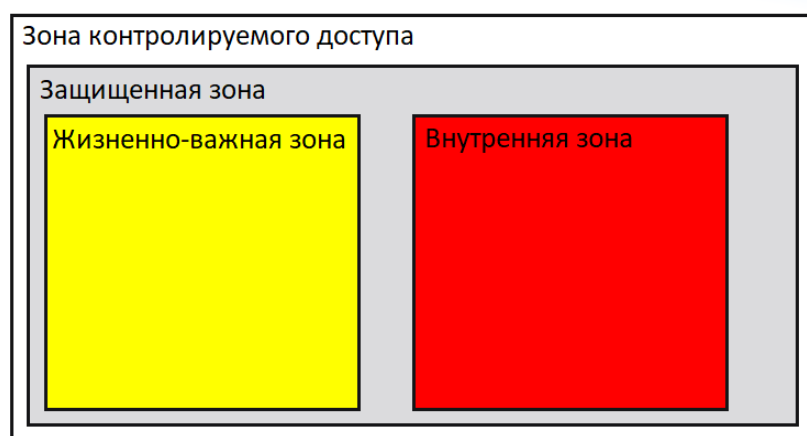 Зона контролируемого доступа
Защищенная зона
Жизненно-важная зона
Внутренняя зона